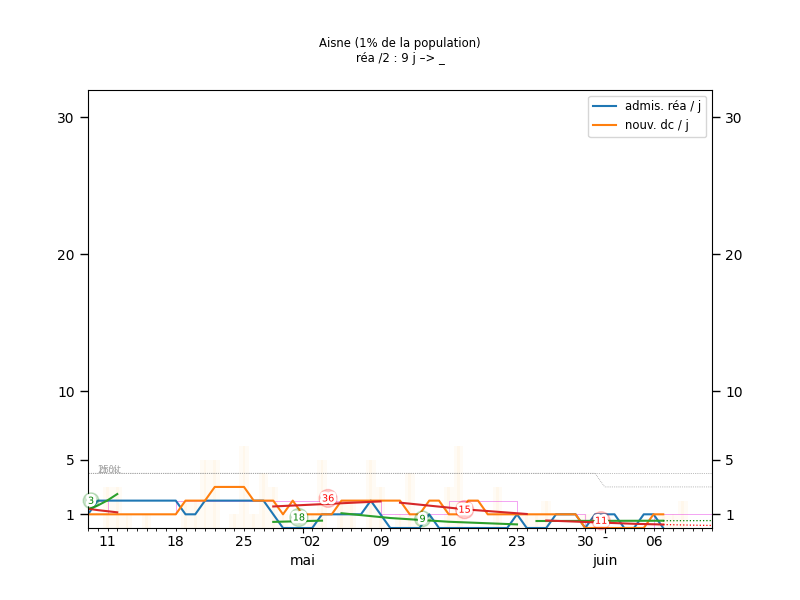 Aisne (1% de la population)
réa /2 : 9 j –> _
admis. réa / j
nouv. dc / j
30 30
20 20
10 10
5 5
1 1
3
18
36
9
15
11
11 18 25 02 09 16 23 30 06
mai juin